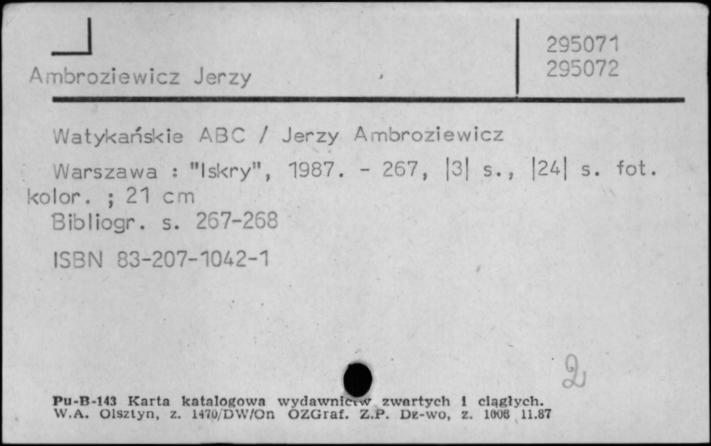 295071
295072
Ambroziewicz Jerzy
Watykańskie ABC / Jerzy Ambroziewicz
Warszawa : "Iskry", 1987. - 267, |3| s., |24| s. fot.
kolor. ; 21 cm
Bibliogr. s. 267-268
ISBN 83-207-1042-1
2
Pu-B-143 Karta katalogowa wydawnictw zwartych i ciągłych.
W.A. Olsztyn, z. 1470/DW/On OZGraf. Z.P. Dz-wo, z. 1008 11.87